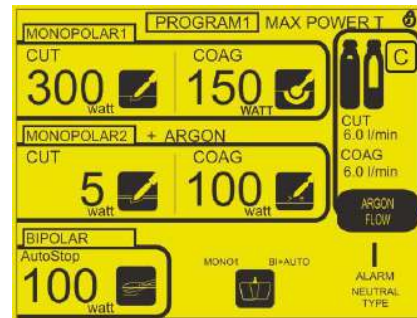 PROGRAM1 MAX POWER T
MONOPOLAR1
CUT COAG
300 watt 150 WATT
MONOPOLAR2 + ARGON
CUT COAG
5 watt 100 watt
BIPOLAR
AutoStop
100 watt
MONO1 BI+AUTO
C
CUT
6.0 l/min
COAG
6.0 l/min
ARGON
FLOW
ALARM
NEUTRAL
TYPE